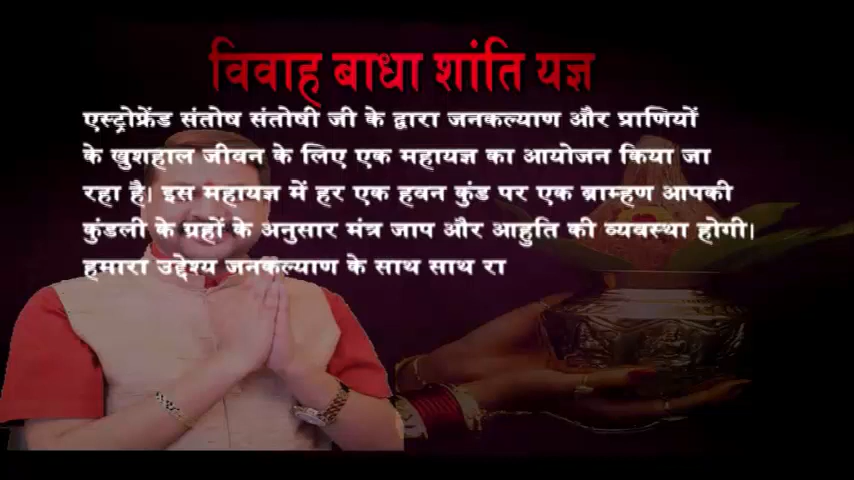 विवाह बाधा शांति यज्ञ
एस्ट्रोफ्रेंड संतोष संतोषी जी के द्वारा जनकल्याण और प्राणियों
के खुशहाल जीवन के लिए एक महायज्ञ का आयोजन किया जा
रहा है। इस महायज्ञ में हर एक हवन कुंड पर एक ब्राम्हण आपकी
कुंडली के ग्रहों के अनुसार मंत्र जाप और आहुति की व्यवस्था होगी।
हमारा उद्देश्य जनकल्याण के साथ साथ रा